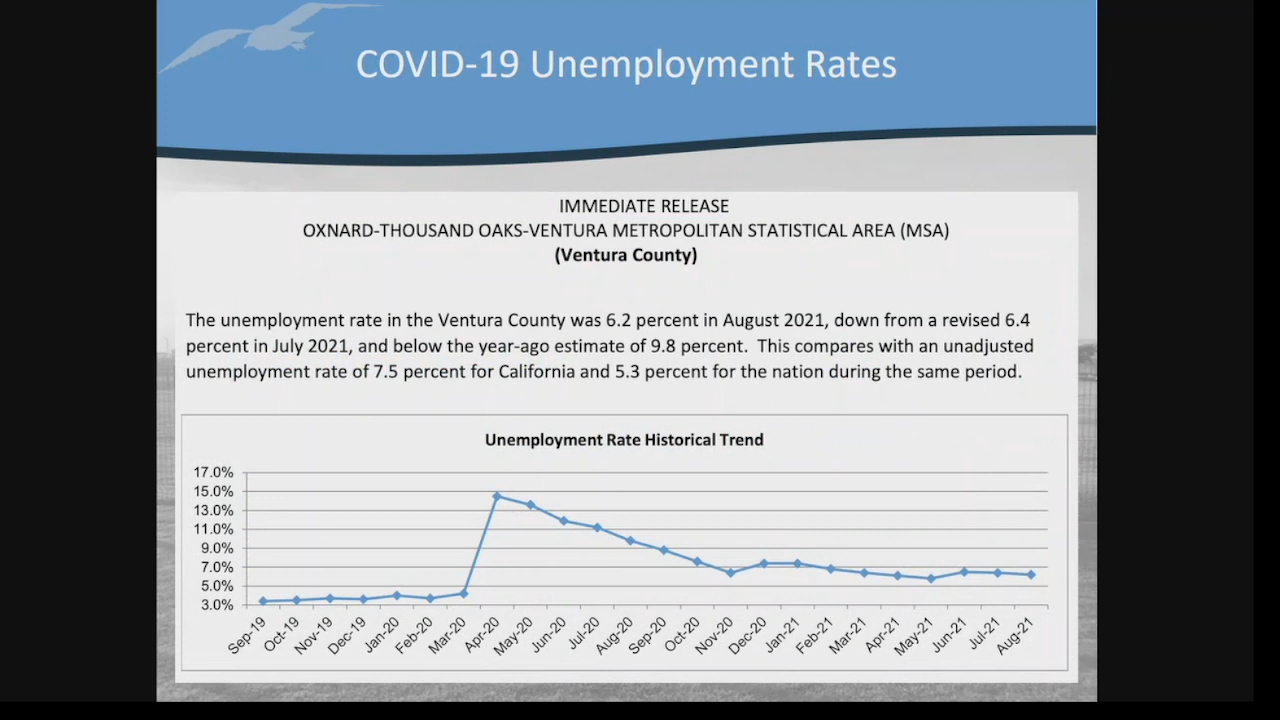 COVID-19 Unemployment Rates
IMMEDIATE RELEASE
OXNARD-THOUSAND OAKS-VENTURA METROPOLITAN STATISTICAL AREA (MSA)
(Ventura County)
The unemployment rate in the Ventura County was 6.2 percent in August 2021, down from a revised 6.4
percent in July 2021, and below the year-ago estimate of 9.8 percent.  This compares with an unadjusted
unemployment rate of 7.5 percent for California and 5.3 percent for the nation during the same period.
Unemployment Rate Historical Trend
17.0%
15.0%
13.0%
11.0%
9.0%
7.0%
5.0%
3.0%
Sep-19
Oct-19
Nov-19
Dec-19
Jan-20
Feb-20
Mar-20
Apr-20
May-20
Jun-20
Jul-20
Aug-20
Sep-20
Oct-20
Nov-20
Dec-20
Jan-21
Feb-21
Mar-21
Apr-21
May-21
Jun-21
Jul-21
Aug-21